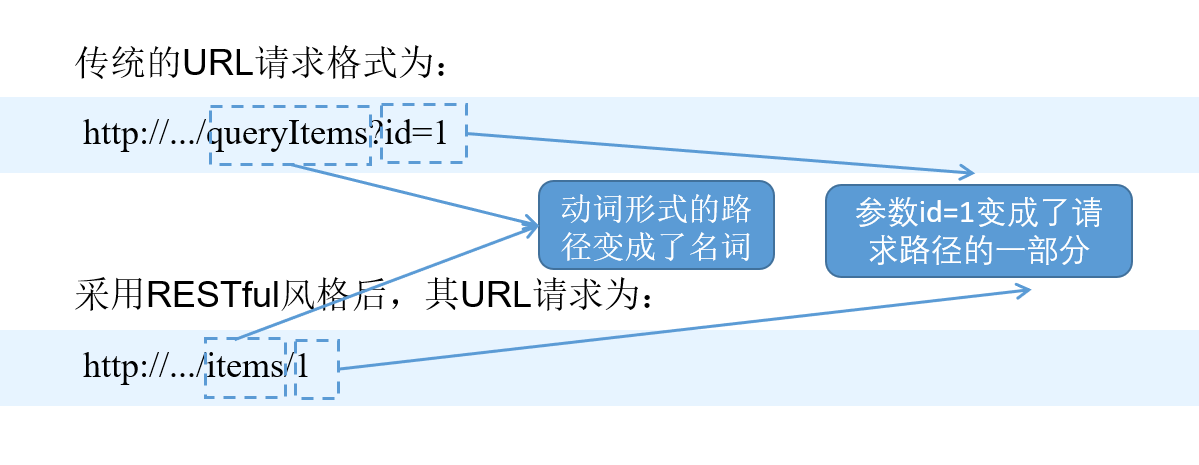 传统的URL请求格式为：
http://.../queryItems?id=1
动词形式的路
径变成了名词
参数id=1变成了请
求路径的一部分
采用RESTful风格后，其URL请求为：
http://.../items/1